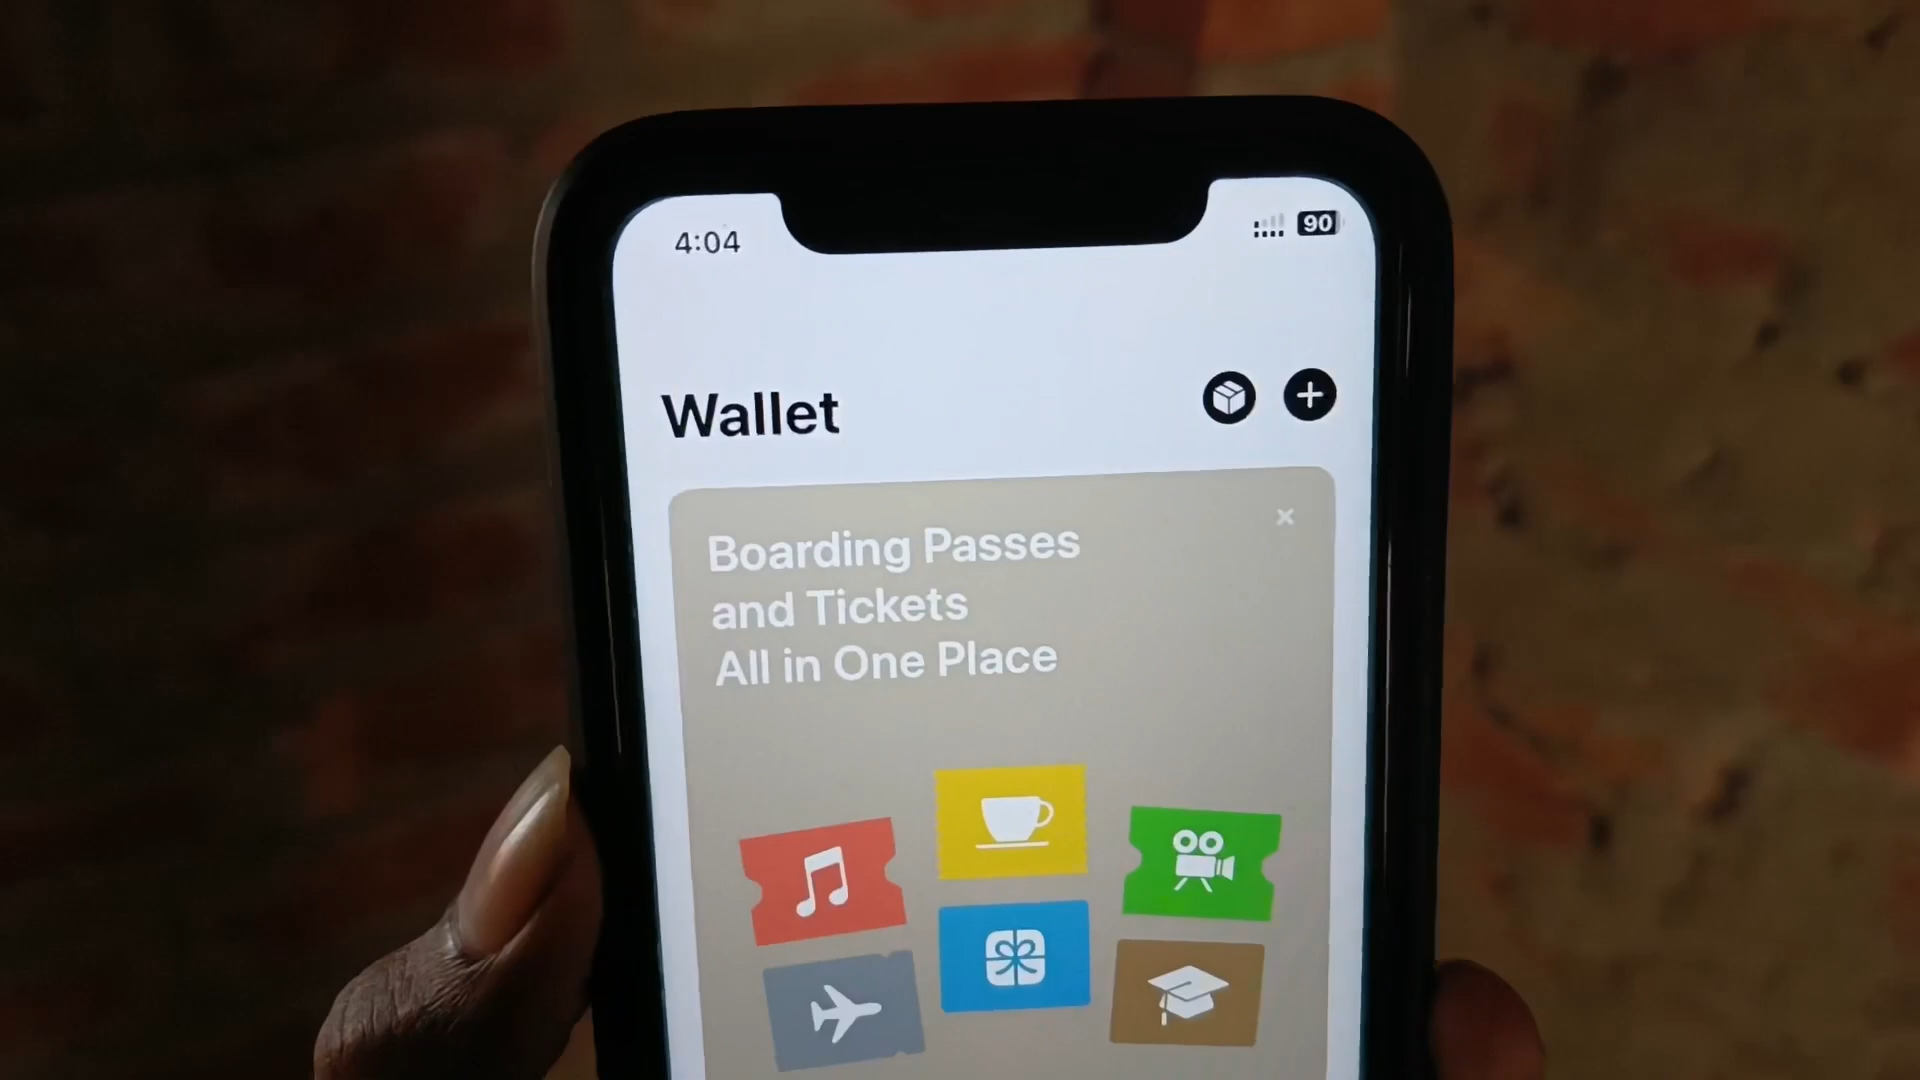 4:04
90
Wallet
Boarding Passes
and Tickets
All in One Place